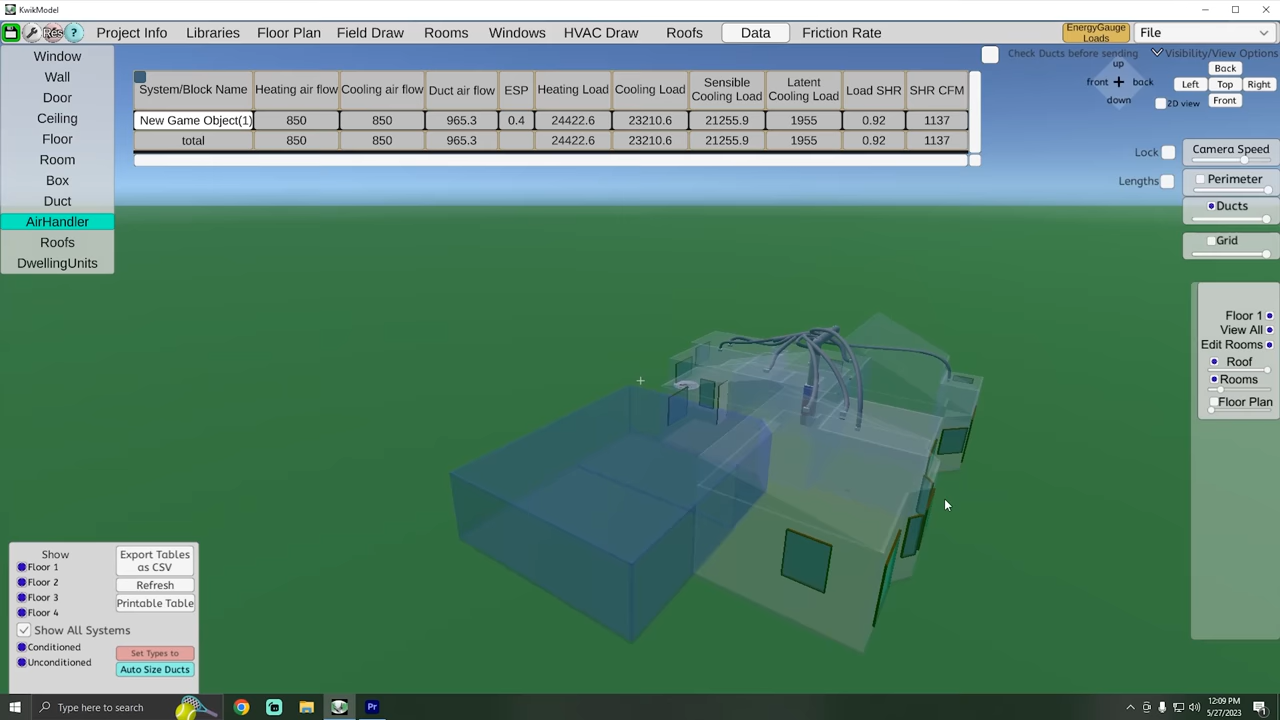 KwikModel
Res ?
Project Info Libraries Floor Plan Field Draw Rooms Windows HVAC Draw Roofs Data Friction Rate
EnergyGauge
Loads
File
Window
Wall
Door
Ceiling
Floor
Room
Box
Duct
AirHandler
Roofs
DwellingUnits
System/Block Name Heating air flow Cooling air flow Duct air flow ESP Heating Load Cooling Load Sensible Cooling Load Latent Cooling Load Load SHR SHR CFM
New Game Object(1) 850 850 965.3 0.4 24422.6 23210.6 21255.9 1955 0.92 1137
total 850 850 965.3 24422.6 23210.6 21255.9 1955 0.92 1137
Check Ducts before sending
Visibility/View Options
up
front back
down
Back
Left Top Right
Front
2D view
Lock
Camera Speed
Lengths
Perimeter
Ducts
Grid
Floor 1
View All
Edit Rooms
Roof
Rooms
Floor Plan
Show
Floor 1
Floor 2
Floor 3
Floor 4
Show All Systems
Conditioned
Unconditioned
Export Tables
as CSV
Refresh
Printable Table
Set Types to
Auto Size Ducts
Type here to search
12:09 PM
5/27/2023